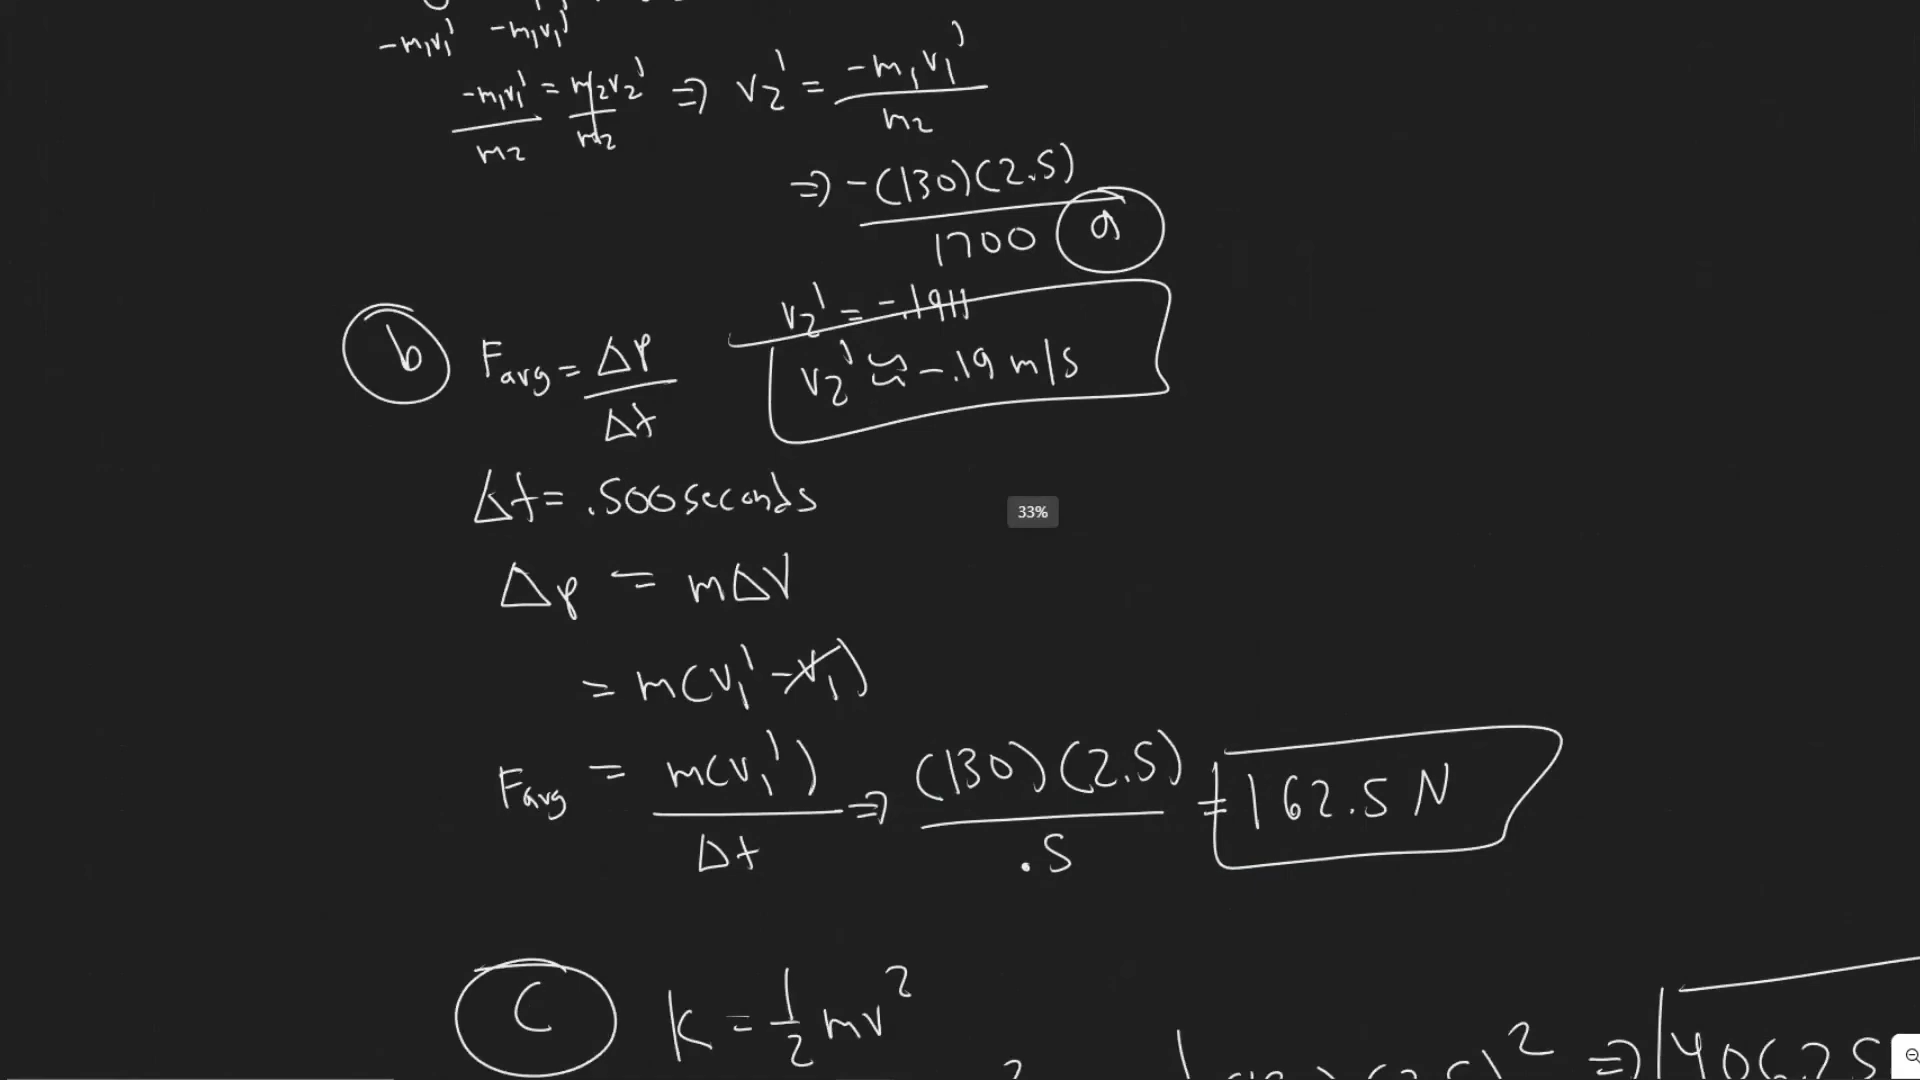 -m₁v₁' -m₁v₁'
-m₁v₁'/m₂ = m₂v₂'/m₂ ⇒ v₂' = -m₁v₁'/m₂
⇒ -(130)(2.5)/1700 a
v₂' = -.1911
v₂' ≈ -.19 m/s
b Favg = Δp/Δt
Δt = .500 seconds
33%
Δp = mΔV
= m(v₁' - v₁)
Favg = m(v₁')/Δt ⇒ (130)(2.5)/.5 = 162.5 N
c K = 1/2 mv²
⇒ 406.25